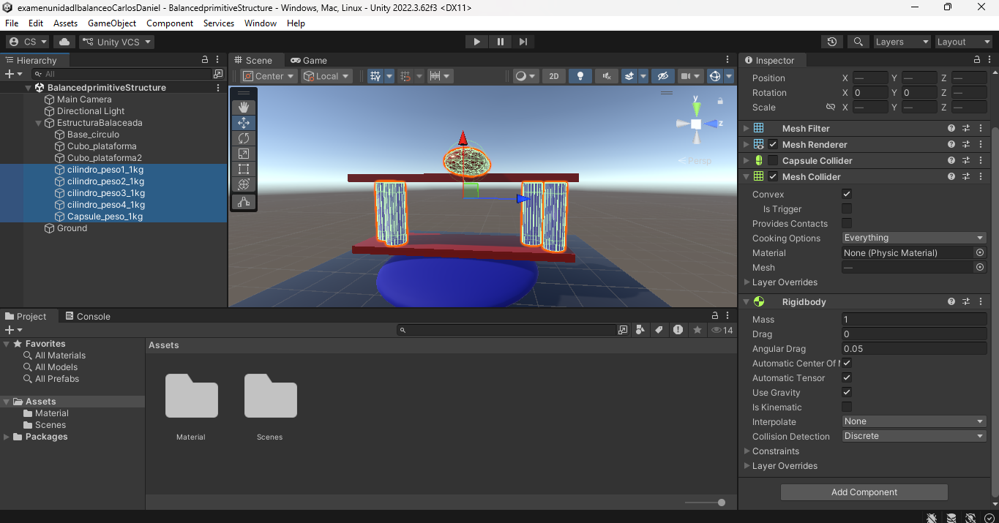 examenunidadIbalanceoCarlosDaniel - BalancedprimitiveStructure - Windows, Mac, Linux - Unity 2022.3.62f3 <DX11>
File Edit Assets GameObject Component Services Window Help
CS Unity VCS Layers Layout
Hierarchy
All
BalancedprimitiveStructure
Main Camera
Directional Light
EstructuraBalaceada
Base_circulo
Cubo_plataforma
Cubo_plataforma2
cilindro_peso1_1kg
cilindro_peso2_1kg
cilindro_peso3_1kg
cilindro_peso4_1kg
Capsule_peso_1kg
Ground
Scene Game
Center Local 2D
y
z
Persp
Inspector
Position X — Y — Z —
Rotation X 0 Y 0 Z —
Scale X — Y — Z —
Mesh Filter
Mesh Renderer
Capsule Collider
Mesh Collider
Convex
Is Trigger
Provides Contacts
Cooking Options Everything
Material None (Physic Material)
Mesh —
Layer Overrides
Rigidbody
Mass 1
Drag 0
Angular Drag 0.05
Automatic Center Of
Automatic Tensor
Use Gravity
Is Kinematic
Interpolate None
Collision Detection Discrete
Constraints
Layer Overrides
Add Component
Project Console
14
Favorites
All Materials
All Models
All Prefabs
Assets
Material
Scenes
Packages
Assets
Material Scenes